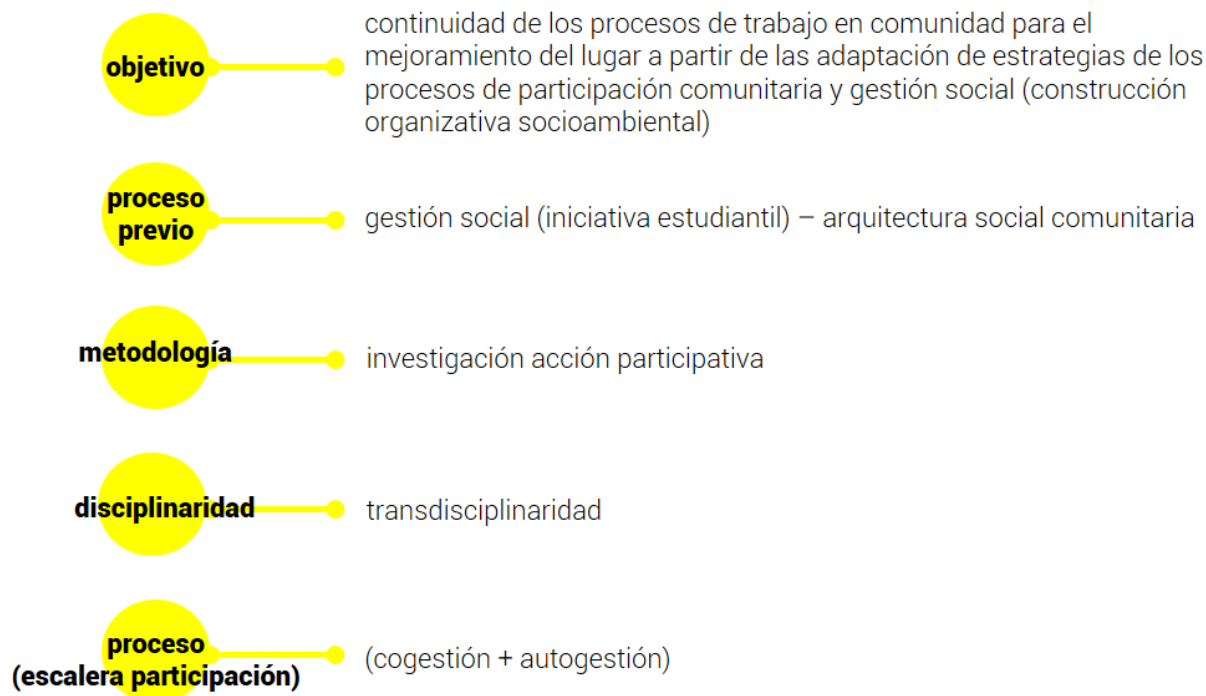 objetivo
continuidad de los procesos de trabajo en comunidad para el
mejoramiento del lugar a partir de las adaptación de estrategias de los
procesos de participación comunitaria y gestión social (construcción
organizativa socioambiental)
proceso
previo
gestión social (iniciativa estudiantil) – arquitectura social comunitaria
metodología
investigación acción participativa
disciplinaridad
transdisciplinaridad
proceso
(escalera participación)
(cogestión + autogestión)